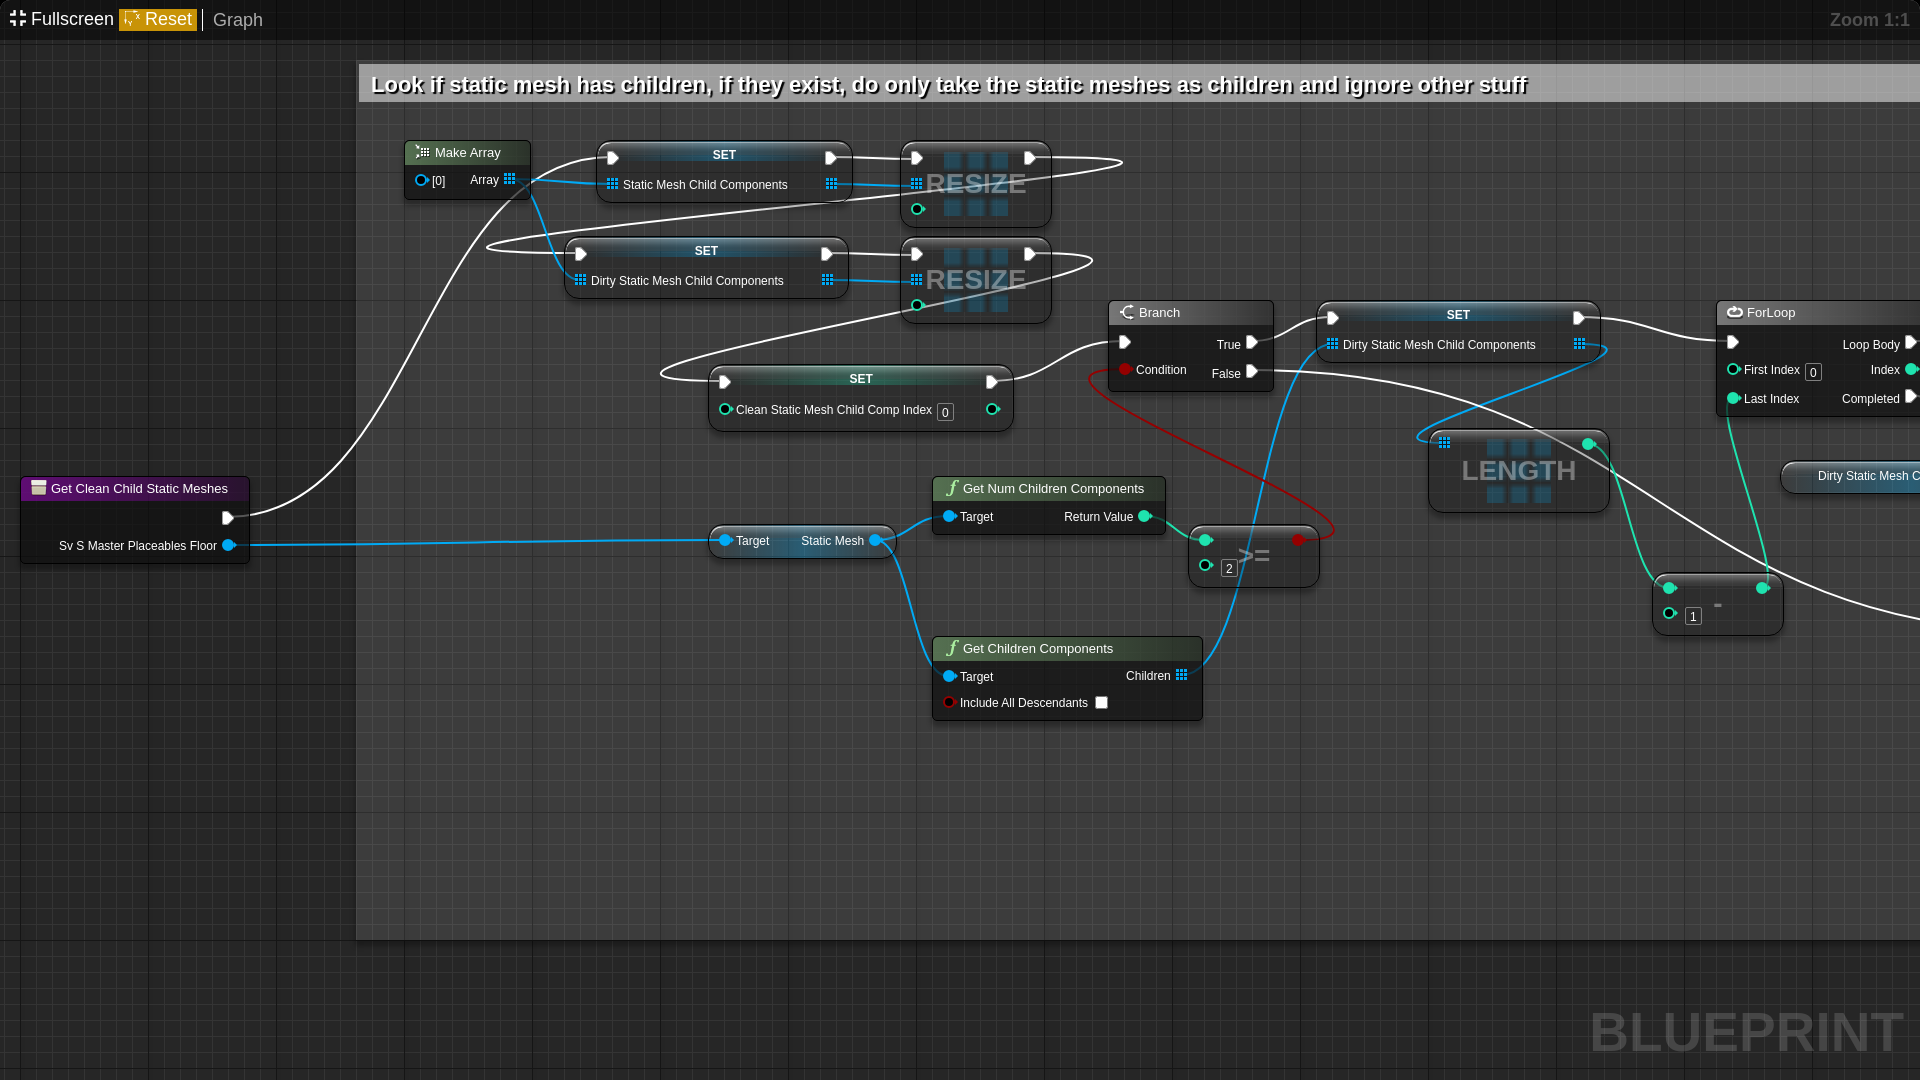 Fullscreen Reset Graph
Zoom 1:1
Look if static mesh has children, if they exist, do only take the static meshes as children and ignore other stuff
Make Array
[0] Array
SET
Static Mesh Child Components
RESIZE
SET
Dirty Static Mesh Child Components
RESIZE
SET
Clean Static Mesh Child Comp Index 0
Branch
True
Condition
False
SET
Dirty Static Mesh Child Components
ForLoop
Loop Body
First Index 0 Index
Last Index Completed
LENGTH
Dirty Static Mesh C
Get Clean Child Static Meshes
Sv S Master Placeables Floor
Target Static Mesh
Get Num Children Components
Target Return Value
>=
2
-
1
Get Children Components
Target Children
Include All Descendants
BLUEPRINT